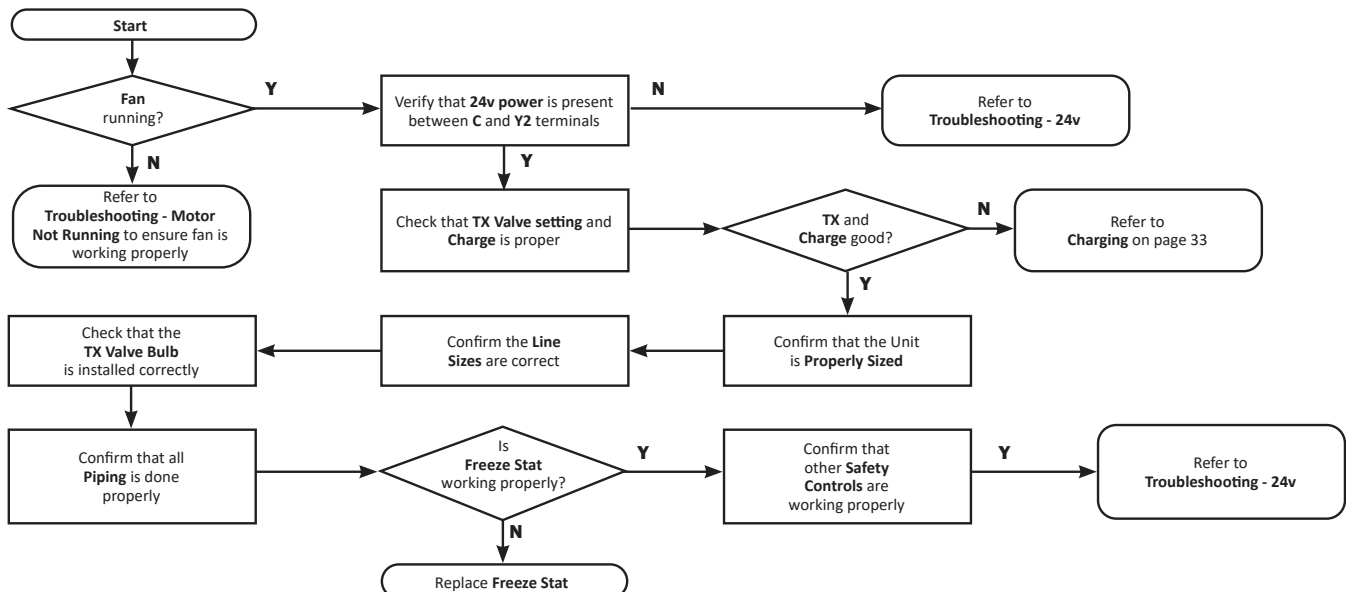 Start
Fan
running?
Y
N
Refer to
Troubleshooting - Motor
Not Running to ensure fan is
working properly
Verify that 24v power is present
between C and Y2 terminals
N
Refer to
Troubleshooting - 24v
Y
Check that TX Valve setting and
Charge is proper
TX and
Charge good?
N
Refer to
Charging on page 33
Y
Confirm that the Unit
is Properly Sized
Confirm the Line
Sizes are correct
Check that the
TX Valve Bulb
is installed correctly
Confirm that all
Piping is done
properly
Is
Freeze Stat
working properly?
Y
Confirm that
other Safety
Controls are
working properly
Y
Refer to
Troubleshooting - 24v
N
Replace Freeze Stat